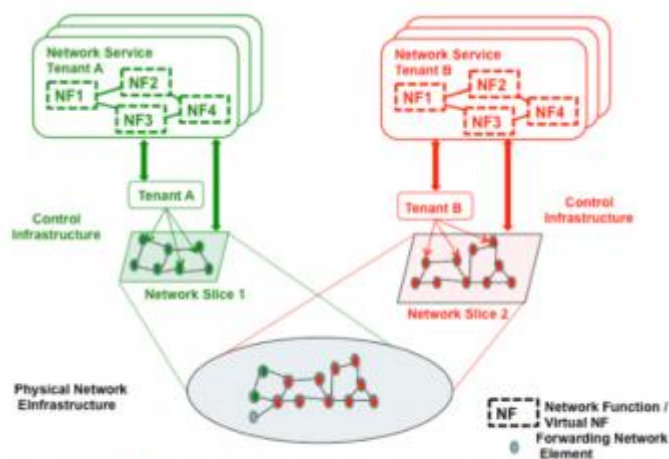 Network Service
Tenant A
NF1
NF2
NF3
NF4
Network Service
Tenant B
NF1
NF2
NF3
NF4
Tenant A
Tenant B
Control
Infrastructure
Control
Infrastructure
Network Slice 1
Network Slice 2
Physical Network
EInfrastructure
NF
Network Function /
Virtual NF
Forwarding Network
Element